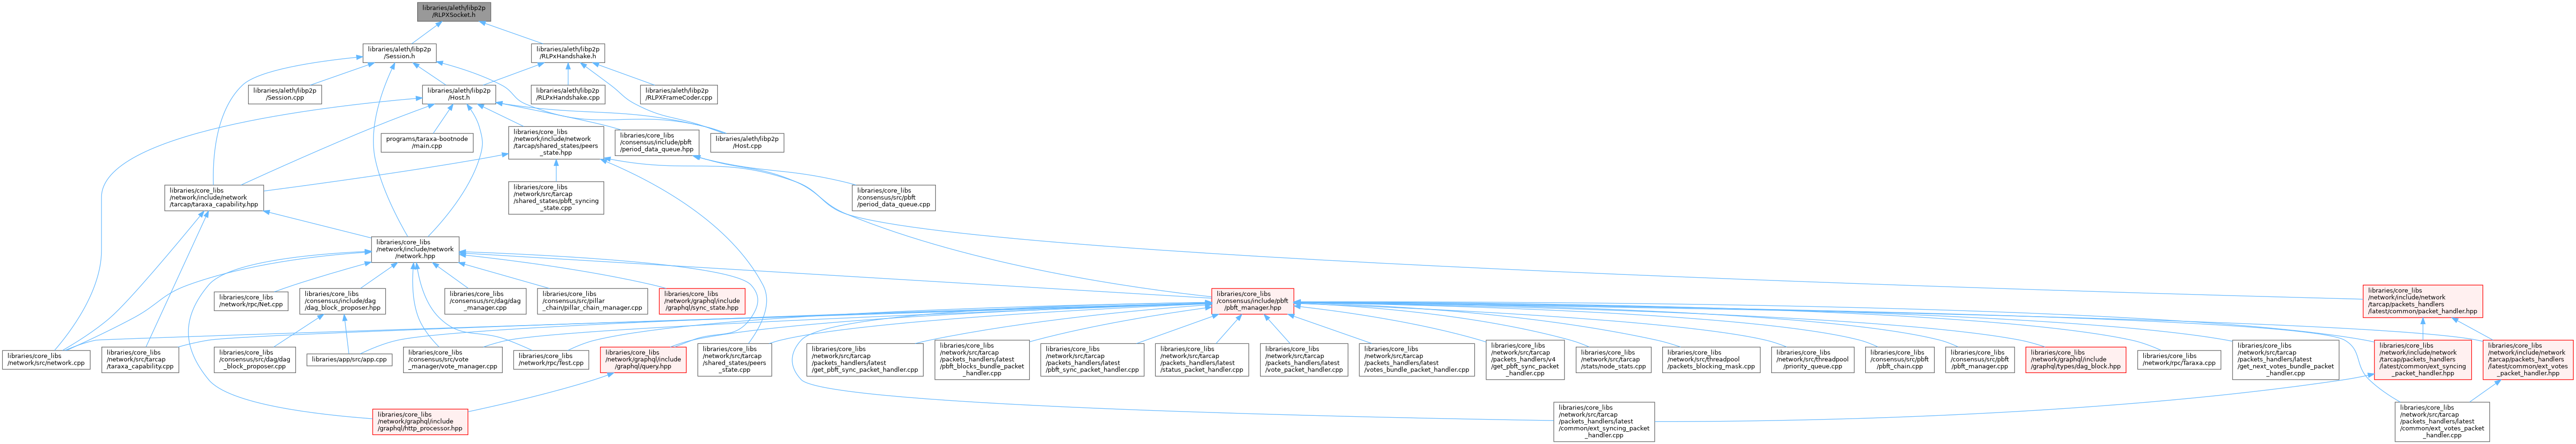 libraries/aleth/libp2p
/RLPXSocket.h
libraries/aleth/libp2p
/Session.h
libraries/aleth/libp2p
/RLPxHandshake.h
libraries/aleth/libp2p
/Session.cpp
libraries/aleth/libp2p
/Host.h
libraries/aleth/libp2p
/RLPxHandshake.cpp
libraries/aleth/libp2p
/RLPXFrameCoder.cpp
programs/taraxa-bootnode
/main.cpp
libraries/core_libs
/network/include/network
/tarcap/shared_states/peers
_state.hpp
libraries/core_libs
/consensus/include/pbft
/period_data_queue.hpp
libraries/aleth/libp2p
/Host.cpp
libraries/core_libs
/network/include/network
/tarcap/taraxa_capability.hpp
libraries/core_libs
/network/src/tarcap
/shared_states/pbft_syncing
_state.cpp
libraries/core_libs
/consensus/src/pbft
/period_data_queue.cpp
libraries/core_libs
/network/include/network
/network.hpp
libraries/core_libs
/network/rpc/Net.cpp
libraries/core_libs
/consensus/include/dag
/dag_block_proposer.hpp
libraries/core_libs
/consensus/src/dag/dag
_manager.cpp
libraries/core_libs
/consensus/src/pillar
_chain/pillar_chain_manager.cpp
libraries/core_libs
/network/graphql/include
/graphql/sync_state.hpp
libraries/core_libs
/consensus/include/pbft
/pbft_manager.hpp
libraries/core_libs
/network/include/network
/tarcap/packets_handlers
/latest/common/packet_handler.hpp
libraries/core_libs
/network/src/network.cpp
libraries/core_libs
/network/src/tarcap
/taraxa_capability.cpp
libraries/core_libs
/consensus/src/dag/dag
_block_proposer.cpp
libraries/app/src/app.cpp
libraries/core_libs
/consensus/src/vote
_manager/vote_manager.cpp
libraries/core_libs
/network/rpc/Test.cpp
libraries/core_libs
/network/graphql/include
/graphql/query.hpp
libraries/core_libs
/network/src/tarcap
/shared_states/peers
_state.cpp
libraries/core_libs
/network/src/tarcap
/packets_handlers/latest
/get_pbft_sync_packet_handler.cpp
libraries/core_libs
/network/src/tarcap
/packets_handlers/latest
/pbft_blocks_bundle_packet
_handler.cpp
libraries/core_libs
/network/src/tarcap
/packets_handlers/latest
/pbft_sync_packet_handler.cpp
libraries/core_libs
/network/src/tarcap
/packets_handlers/latest
/status_packet_handler.cpp
libraries/core_libs
/network/src/tarcap
/packets_handlers/latest
/vote_packet_handler.cpp
libraries/core_libs
/network/src/tarcap
/packets_handlers/latest
/votes_bundle_packet_handler.cpp
libraries/core_libs
/network/src/tarcap
/packets_handlers/v4
/get_pbft_sync_packet
_handler.cpp
libraries/core_libs
/network/src/tarcap
/stats/node_stats.cpp
libraries/core_libs
/network/src/threadpool
/packets_blocking_mask.cpp
libraries/core_libs
/network/src/threadpool
/priority_queue.cpp
libraries/core_libs
/consensus/src/pbft
/pbft_chain.cpp
libraries/core_libs
/consensus/src/pbft
/pbft_manager.cpp
libraries/core_libs
/network/graphql/include
/graphql/types/dag_block.hpp
libraries/core_libs
/network/rpc/Taraxa.cpp
libraries/core_libs
/network/src/tarcap
/packets_handlers/latest
/get_next_votes_bundle_packet
_handler.cpp
libraries/core_libs
/network/include/network
/tarcap/packets_handlers
/latest/common/ext_syncing
_packet_handler.hpp
libraries/core_libs
/network/include/network
/tarcap/packets_handlers
/latest/common/ext_votes
_packet_handler.hpp
libraries/core_libs
/network/graphql/include
/graphql/http_processor.hpp
libraries/core_libs
/network/src/tarcap
/packets_handlers/latest
/common/ext_syncing_packet
_handler.cpp
libraries/core_libs
/network/src/tarcap
/packets_handlers/latest
/common/ext_votes_packet
_handler.cpp